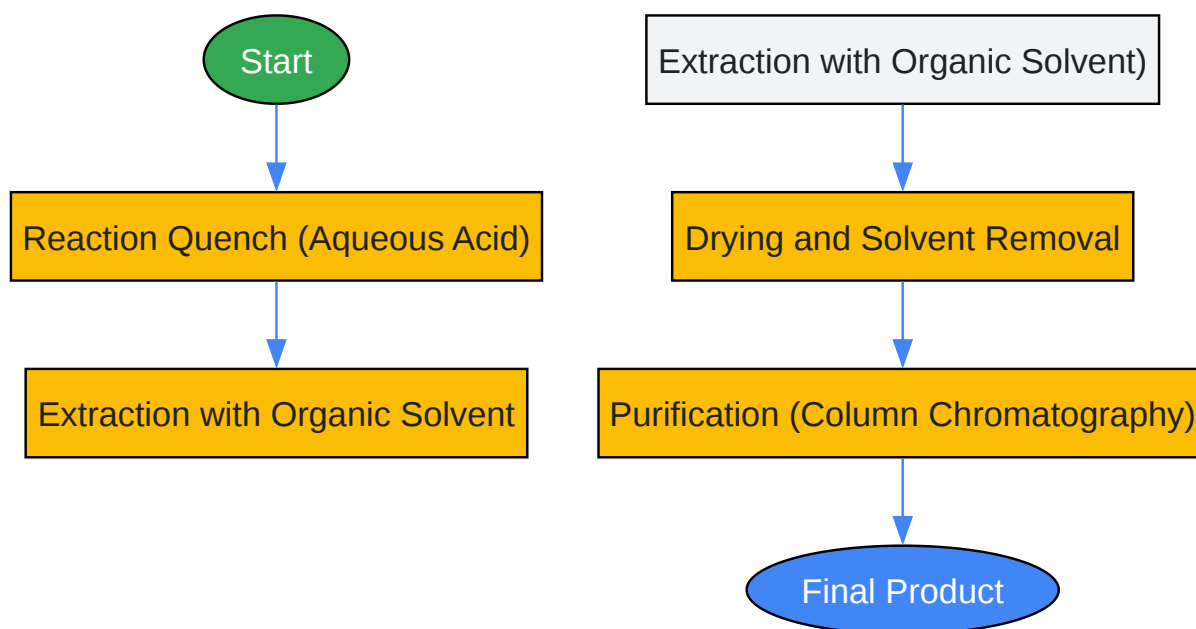 Start
Reaction Quench (Aqueous Acid)
Extraction with Organic Solvent
Extraction with Organic Solvent)
Drying and Solvent Removal
Purification (Column Chromatography)
Final Product